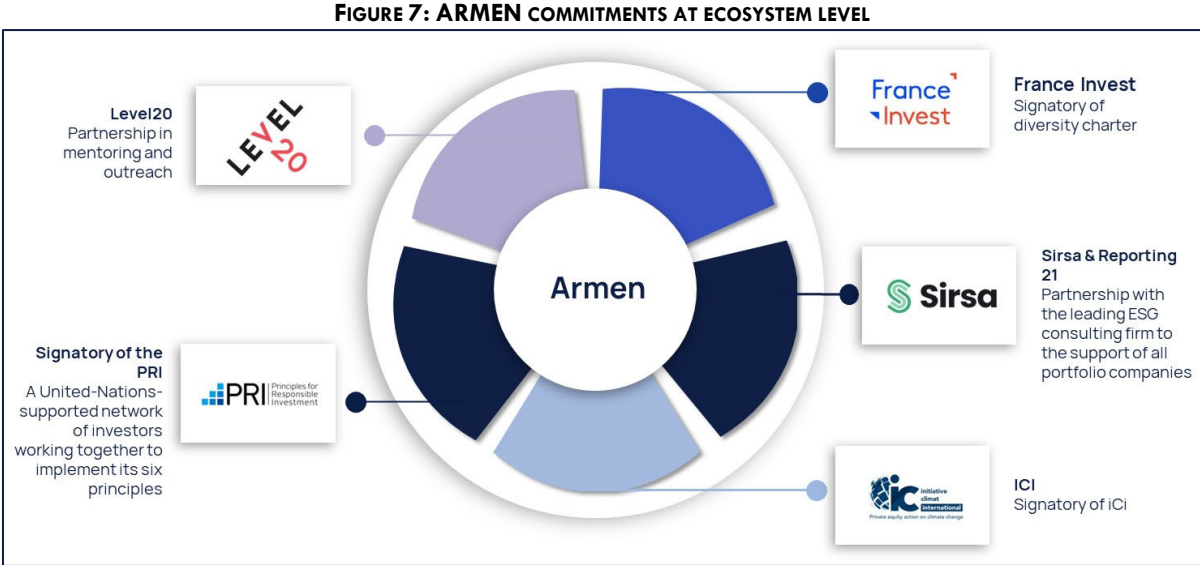 FIGURE 7: ARMEN COMMITMENTS AT ECOSYSTEM LEVEL
Level20
Partnership in
mentoring and
outreach
LEVEL
20
France
Invest
France Invest
Signatory of
diversity charter
Armen
Sirsa
Sirsa & Reporting
21
Partnership with
the leading ESG
consulting firm to
the support of all
portfolio companies
Signatory of the
PRI
A United-Nations-
supported network
of investors
working together to
implement its six
principles
PRI
Principles for
Responsible
Investment
iC
initiative
climat
international
Private equity action on climate change
ICI
Signatory of iCi